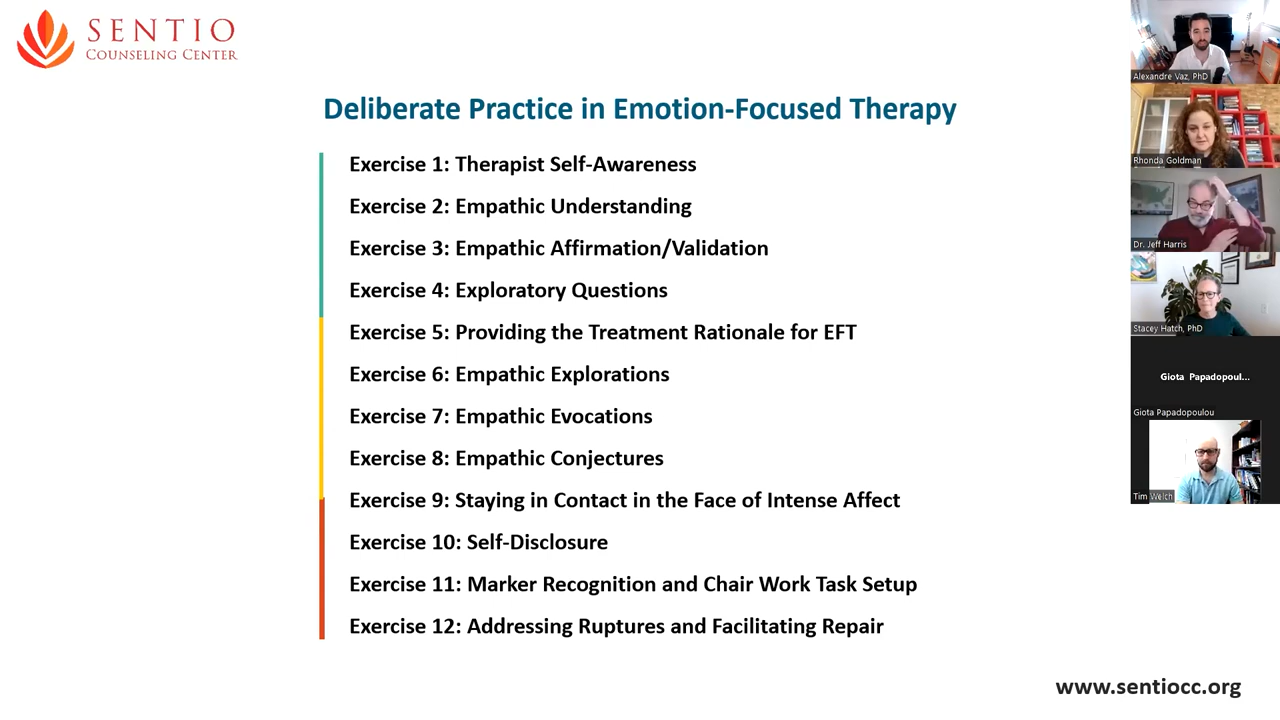 SENTIO
COUNSELING CENTER
Deliberate Practice in Emotion-Focused Therapy
Exercise 1: Therapist Self-Awareness
Exercise 2: Empathic Understanding
Exercise 3: Empathic Affirmation/Validation
Exercise 4: Exploratory Questions
Exercise 5: Providing the Treatment Rationale for EFT
Exercise 6: Empathic Explorations
Exercise 7: Empathic Evocations
Exercise 8: Empathic Conjectures
Exercise 9: Staying in Contact in the Face of Intense Affect
Exercise 10: Self-Disclosure
Exercise 11: Marker Recognition and Chair Work Task Setup
Exercise 12: Addressing Ruptures and Facilitating Repair
www.sentiocc.org
Alexandre Vaz, PhD
Rhonda Goldman
Dr. Jeff Harris
Stacey Hatch, PhD
Giota Papadopoul...
Giota Papadopoulou
Tim Welch